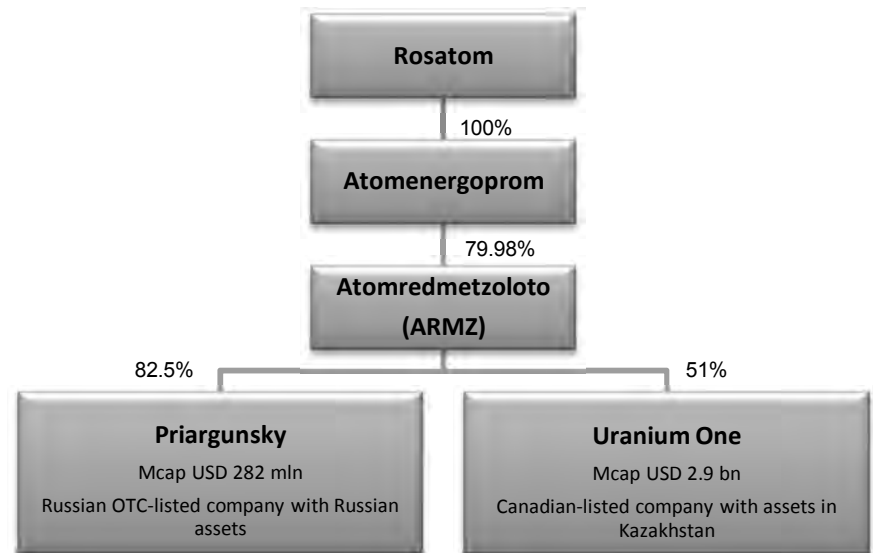 Rosatom
100%
Atomenergoprom
79.98%
Atomredmetzoloto
(ARMZ)
82.5%
51%
Priargunsky
Mcap USD 282 mln
Russian OTC-listed company with Russian
assets
Uranium One
Mcap USD 2.9 bn
Canadian-listed company with assets in
Kazakhstan